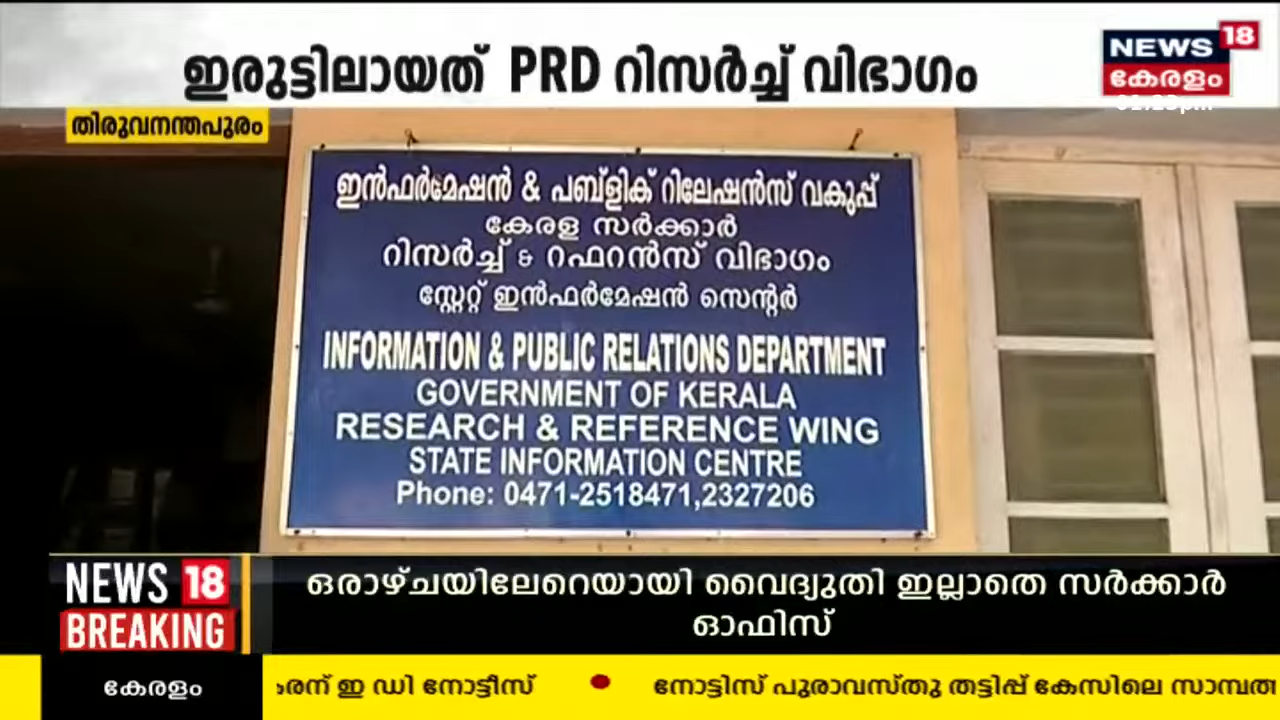 ഇരുട്ടിലായത് PRD റിസർച്ച് വിഭാഗം
NEWS 18
കേരളം
തിരുവനന്തപുരം
ഇൻഫർമേഷൻ & പബ്ളിക് റിലേഷൻസ് വകുപ്പ്
കേരള സർക്കാർ
റിസർച്ച് & റഫറൻസ് വിഭാഗം
സ്റ്റേറ്റ് ഇൻഫർമേഷൻ സെന്റർ
INFORMATION & PUBLIC RELATIONS DEPARTMENT
GOVERNMENT OF KERALA
RESEARCH & REFERENCE WING
STATE INFORMATION CENTRE
Phone: 0471-2518471,2327206
NEWS 18
BREAKING
ഒരാഴ്ചയിലേറെയായി വൈദ്യുതി ഇല്ലാതെ സർക്കാർ
ഓഫിസ്
കേരളം
കരന് ഇ ഡി നോട്ടീസ് • നോട്ടിസ് പുരാവസ്തു തട്ടിപ്പ് കേസിലെ സാമ്പത